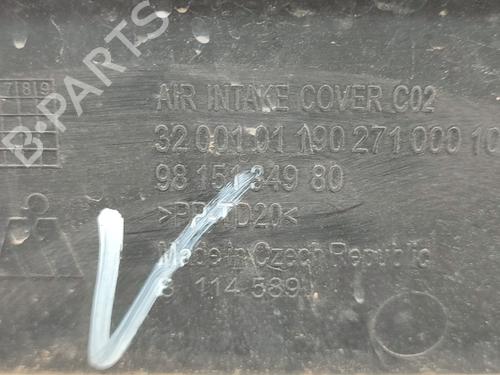 B-PARTS
71819
AIR INTAKE COVER C02
32 001 01 190 271 000 10
98 151 349 80
>PP TD20<
Made in Czech Republic
114 589